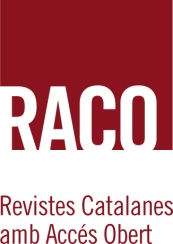 RACO
Revistes Catalanes
amb Accés Obert